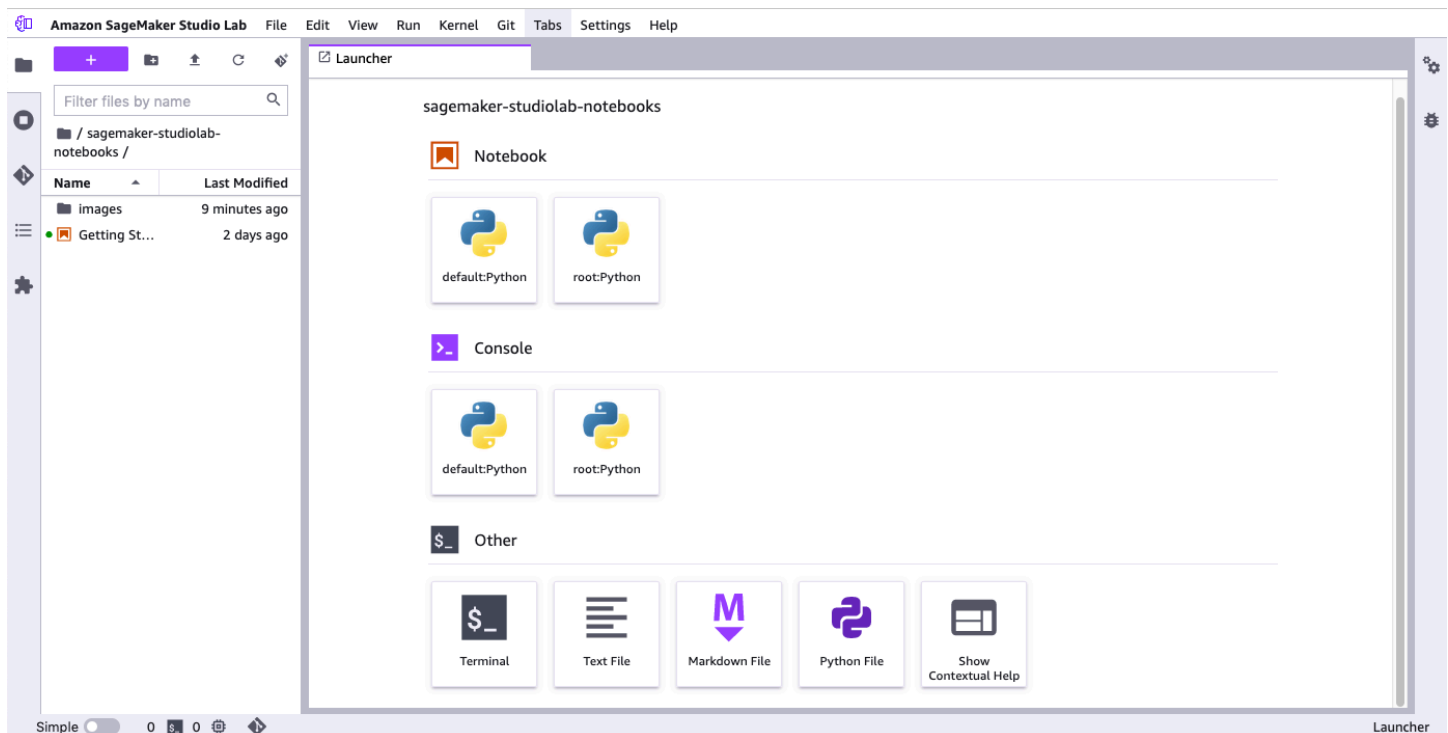 Amazon SageMaker Studio Lab File Edit View Run Kernel Git Tabs Settings Help
+
Filter files by name
/ sagemaker-studiolab-
notebooks /
Name Last Modified
images 9 minutes ago
Getting St... 2 days ago
Launcher
sagemaker-studiolab-notebooks
Notebook
default:Python root:Python
>_ Console
default:Python root:Python
$_ Other
$_ M
Terminal Text File Markdown File Python File Show
Contextual Help
Simple 0 $_ 0 Launcher